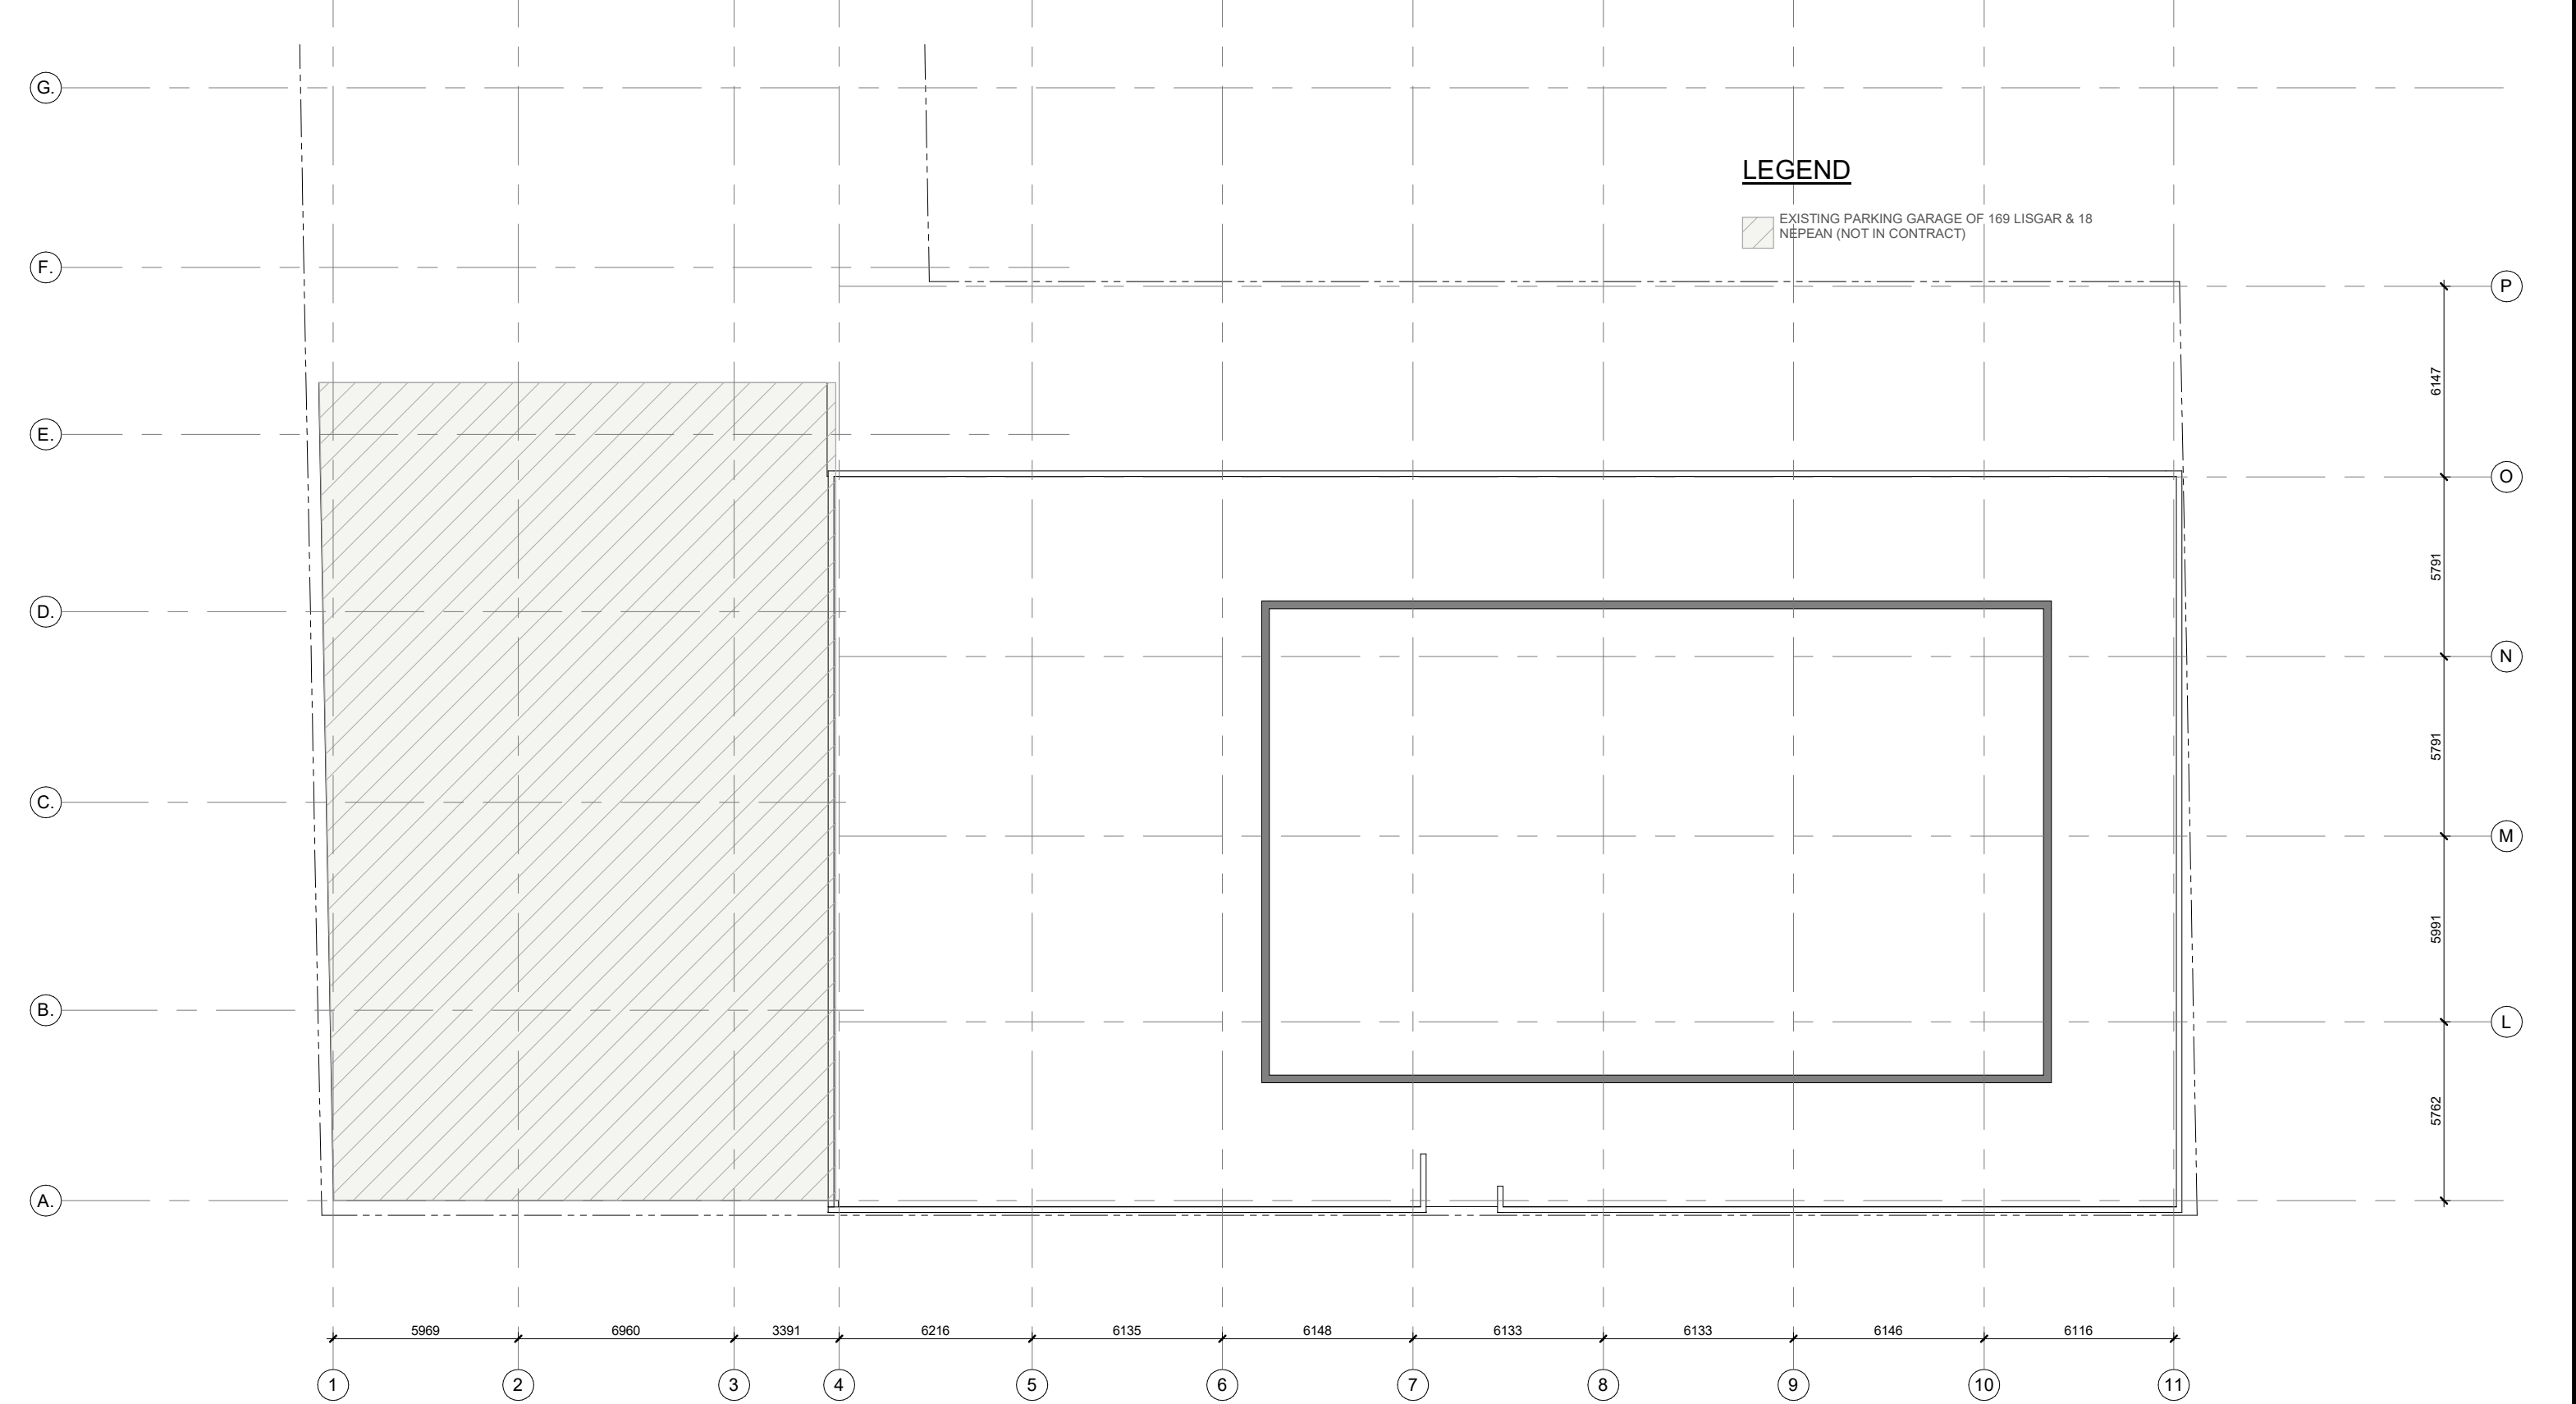 G.
LEGEND
EXISTING PARKING GARAGE OF 169 LISGAR & 18
NEPEAN (NOT IN CONTRACT)
F.
P
6147
E.
O
5791
D.
N
5791
C.
M
5991
B.
L
5762
A.
5969 6960 3391 6216 6135 6148 6133 6133 6146 6116
1 2 3 4 5 6 7 8 9 10 11